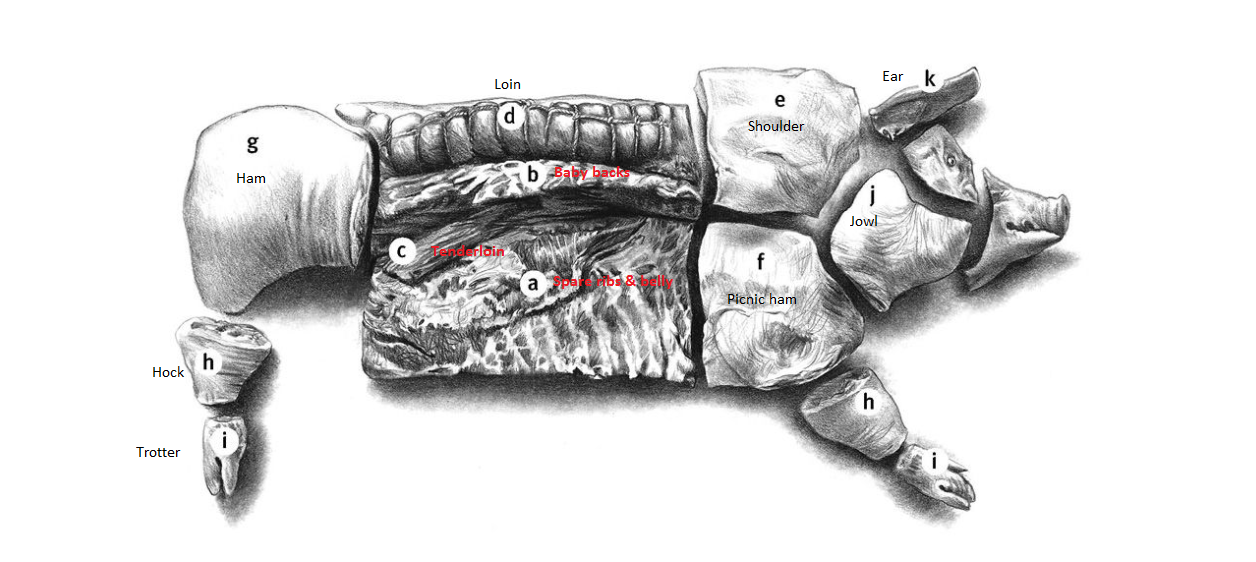 Loin
d
Ear
k
e
Shoulder
g
Ham
b
Baby backs
j
Jowl
c
Tenderloin
a
Spare ribs & belly
f
Picnic ham
h
Hock
h
i
Trotter
i